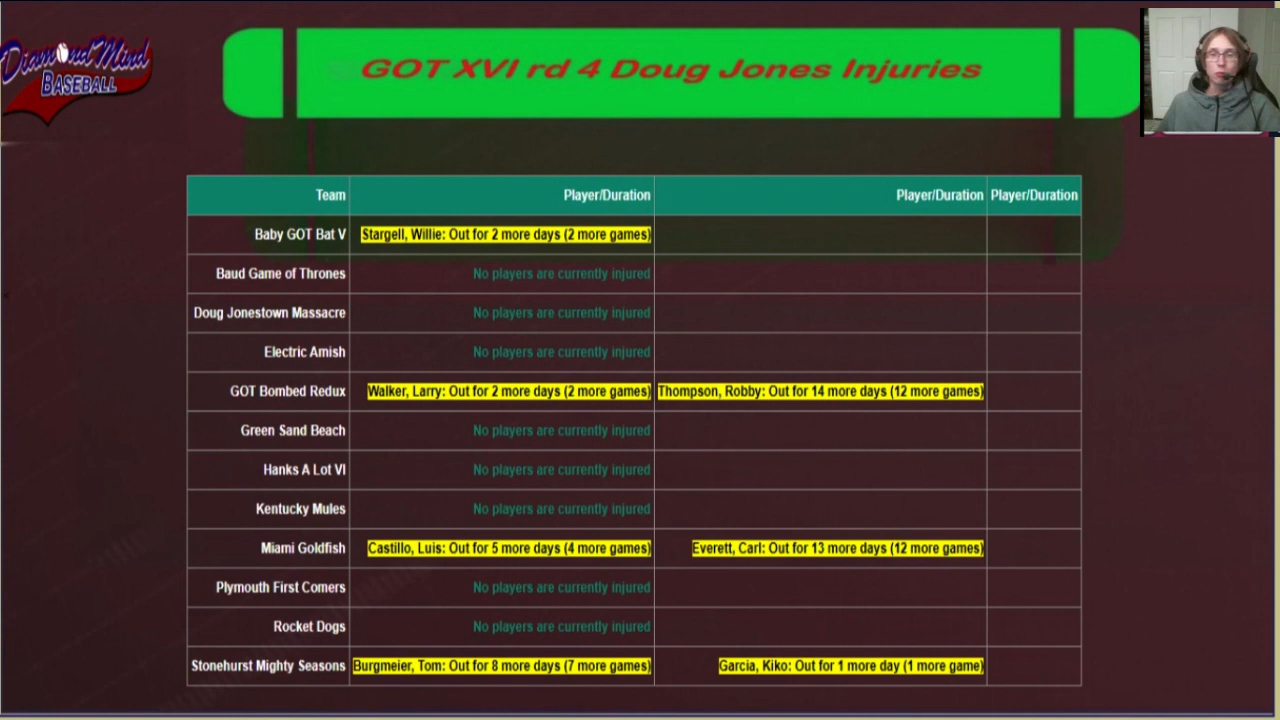 Diamond Mind
BASEBALL
GOT XVI rd 4 Doug Jones Injuries
Team Player/Duration Player/Duration Player/Duration
Baby GOT Bat V Stargell, Willie: Out for 2 more days (2 more games)
Baud Game of Thrones No players are currently injured
Doug Jonestown Massacre No players are currently injured
Electric Amish No players are currently injured
GOT Bombed Redux Walker, Larry: Out for 2 more days (2 more games) Thompson, Robby: Out for 14 more days (12 more games)
Green Sand Beach No players are currently injured
Hanks A Lot VI No players are currently injured
Kentucky Mules No players are currently injured
Miami Goldfish Castillo, Luis: Out for 5 more days (4 more games) Everett, Carl: Out for 13 more days (12 more games)
Plymouth First Comers No players are currently injured
Rocket Dogs No players are currently injured
Stonehurst Mighty Seasons Burgmeier, Tom: Out for 8 more days (7 more games) Garcia, Kiko: Out for 1 more day (1 more game)